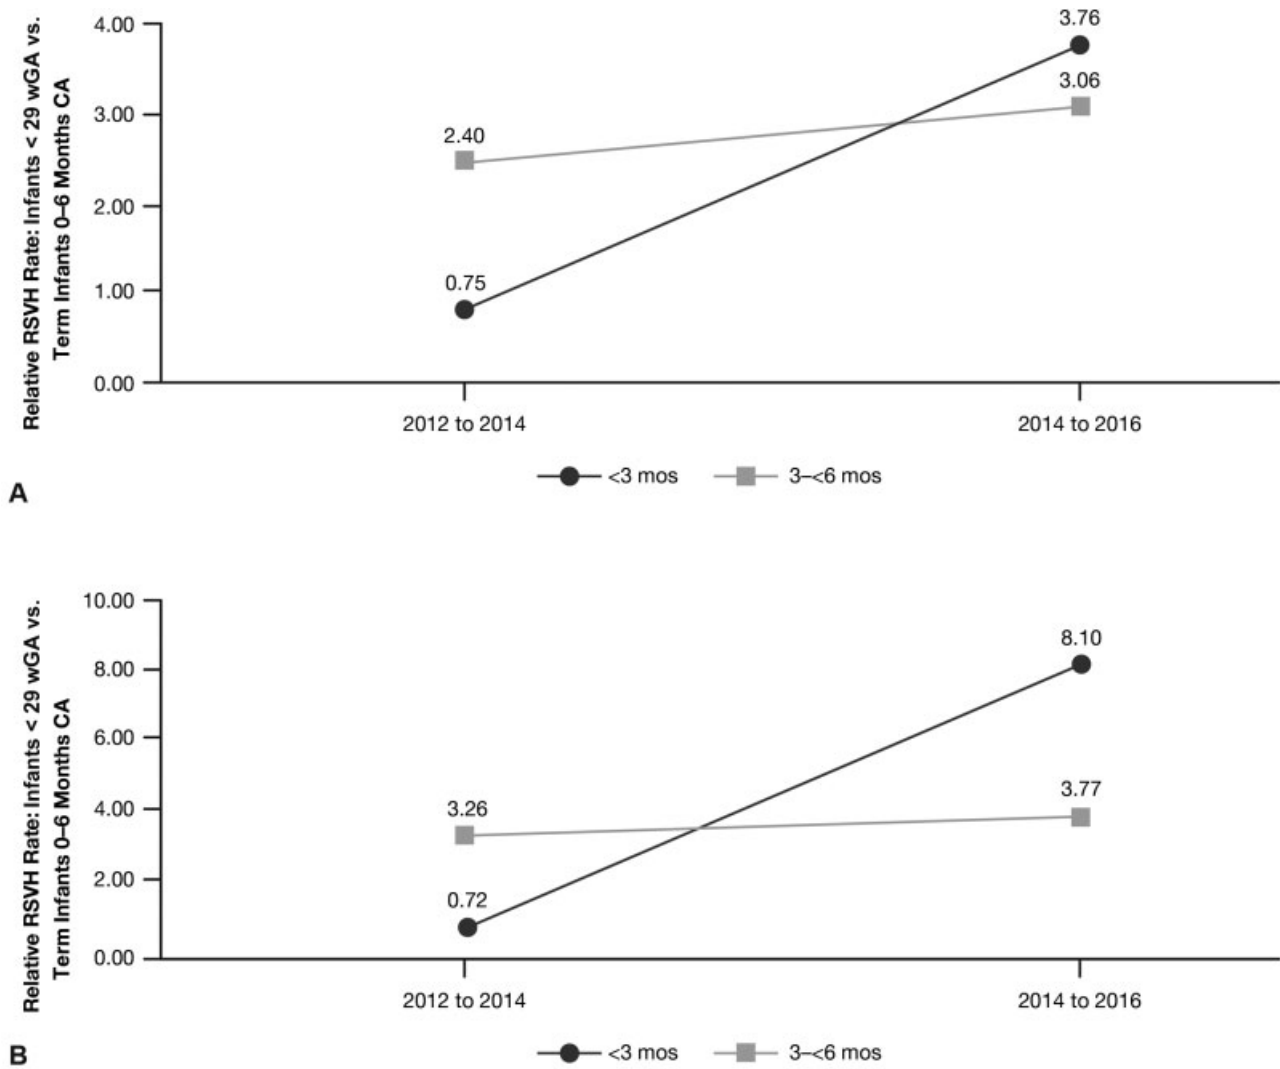 Relative RSVH Rate: Infants < 29 wGA vs.
Term Infants 0–6 Months CA
4.00
3.00
2.00
1.00
0.00
2.40
0.75
3.76
3.06
2012 to 2014
2014 to 2016
<3 mos
3–<6 mos
A
Relative RSVH Rate: Infants < 29 wGA vs.
Term Infants 0–6 Months CA
10.00
8.00
6.00
4.00
2.00
0.00
3.26
0.72
8.10
3.77
2012 to 2014
2014 to 2016
<3 mos
3–<6 mos
B